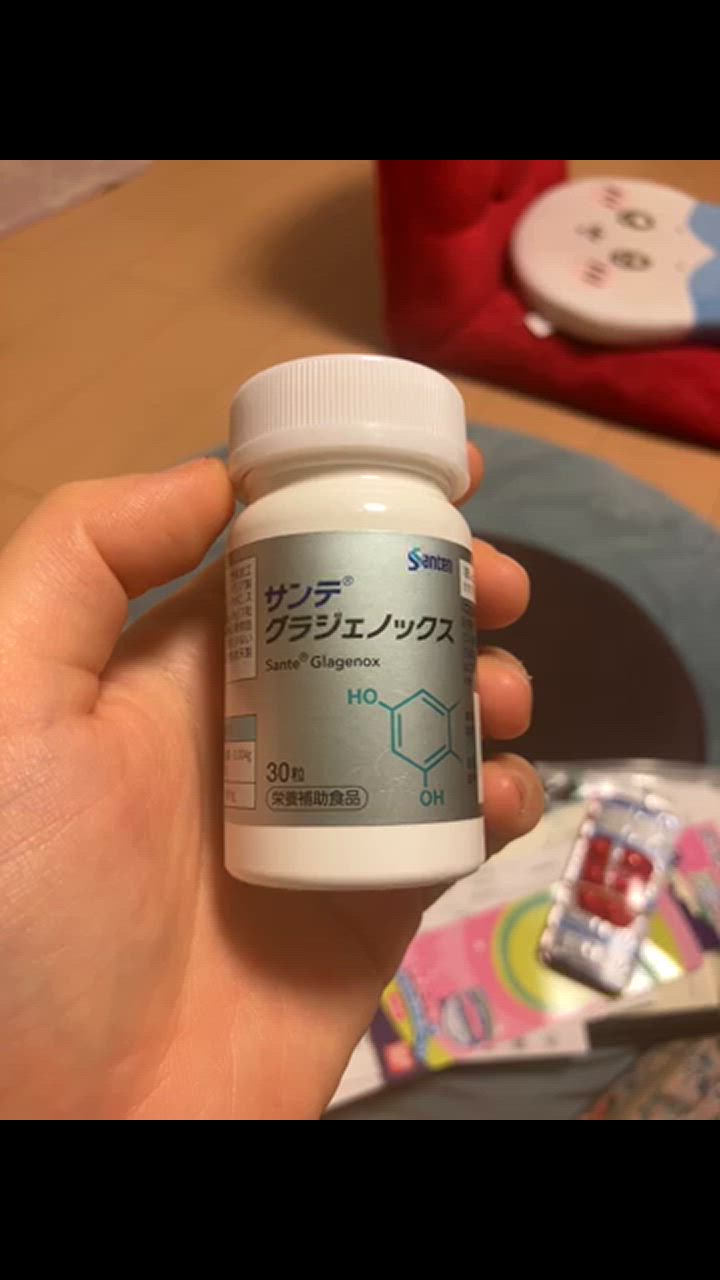 Santen
サンテ®
グラジェノックス
Sante® Glagenox
HO
OH
30粒
栄養補助食品